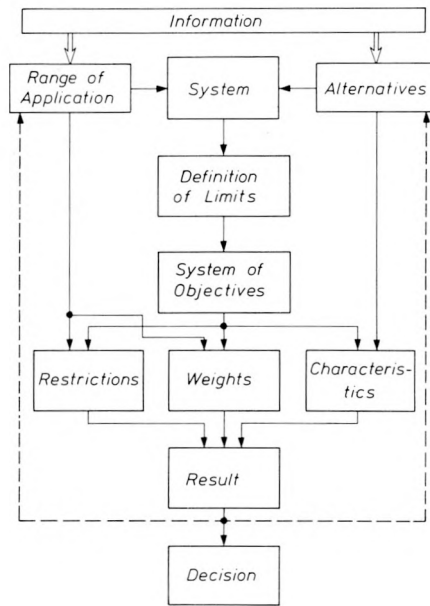 Information
Range of
Application
System
Alternatives
Definition
of Limits
System of
Objectives
Restrictions
Weights
Characteris-
tics
Result
Decision